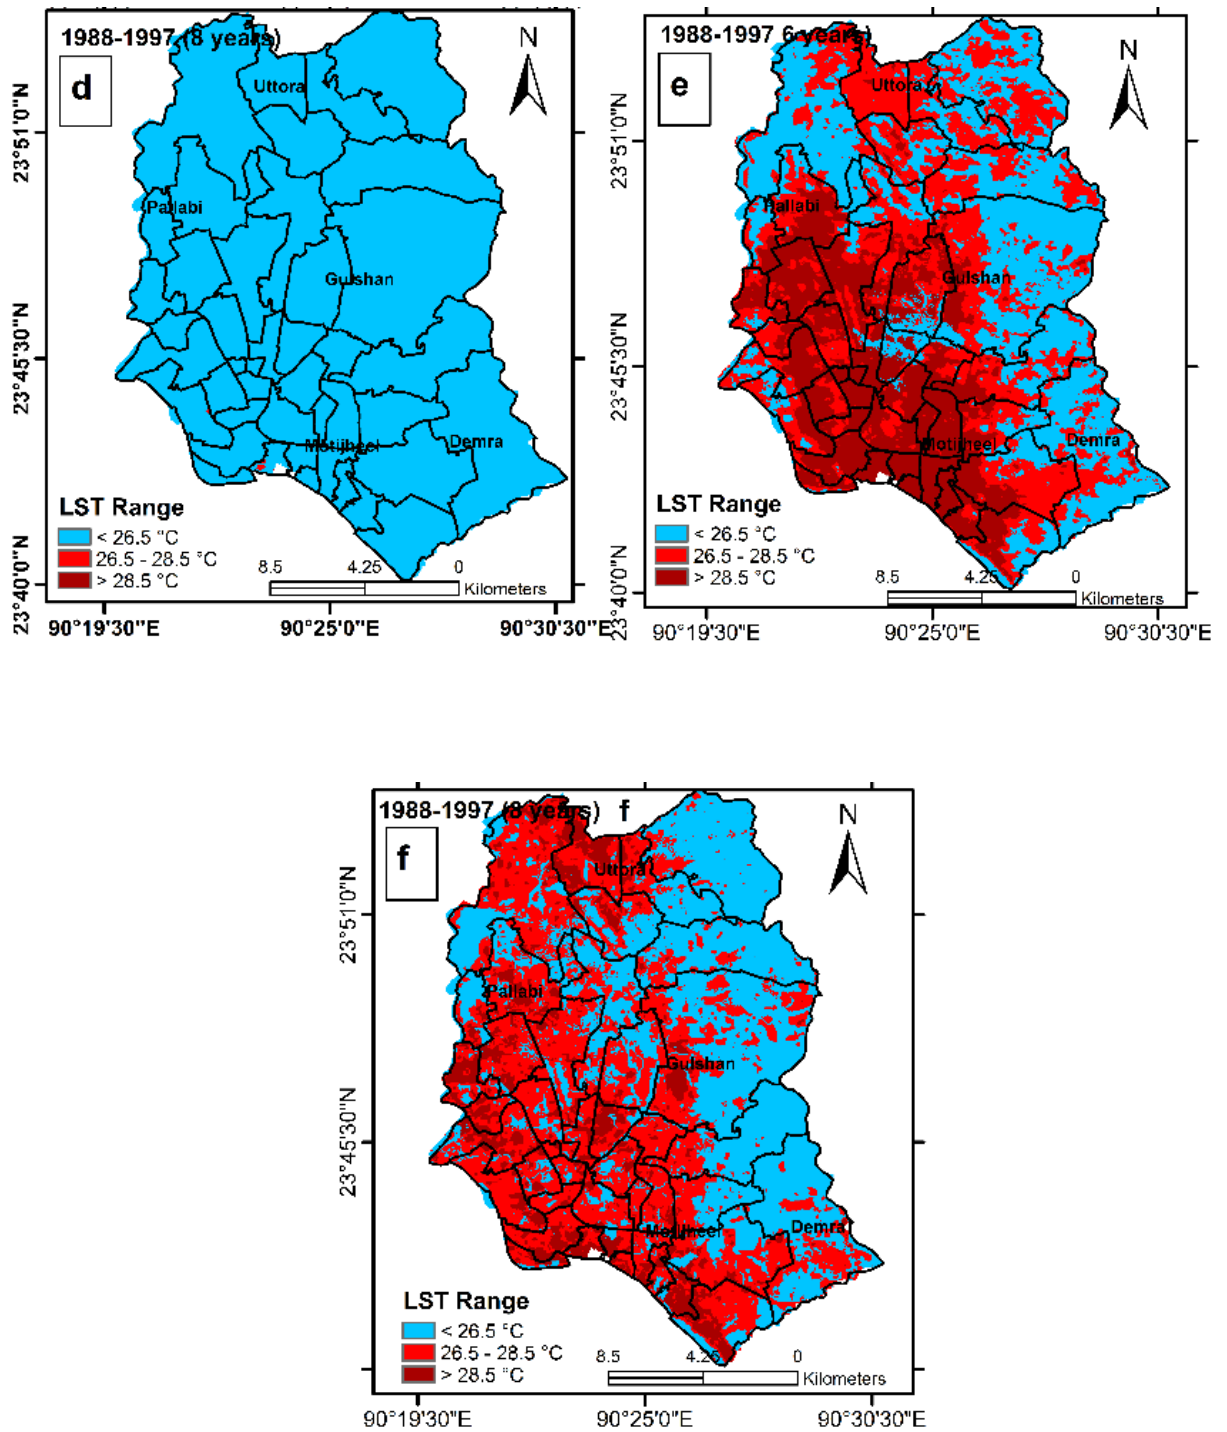 1988-1997 (8 years)
d
N
Uttora
Pallabi
Gulshan
Motijheel
Demra
LST Range
< 26.5 °C
26.5 - 28.5 °C
> 28.5 °C
8.5 4.25 0
Kilometers
23°51'0"N
23°45'30"N
23°40'0"N
90°19'30"E 90°25'0"E 90°30'30"E
1988-1997 6 years)
e
N
Uttora
Pallabi
Gulshan
Motijheel
Demra
LST Range
< 26.5 °C
26.5 - 28.5 °C
> 28.5 °C
8.5 4.25 0
Kilometers
23°51'0"N
23°45'30"N
23°40'0"N
90°19'30"E 90°25'0"E 90°30'30"E
1988-1997 (8 years) f
f
N
Uttora
Pallabi
Gulshan
Motijheel
Demra
LST Range
< 26.5 °C
26.5 - 28.5 °C
> 28.5 °C
8.5 4.25 0
Kilometers
23°51'0"N
23°45'30"N
90°19'30"E 90°25'0"E 90°30'30"E